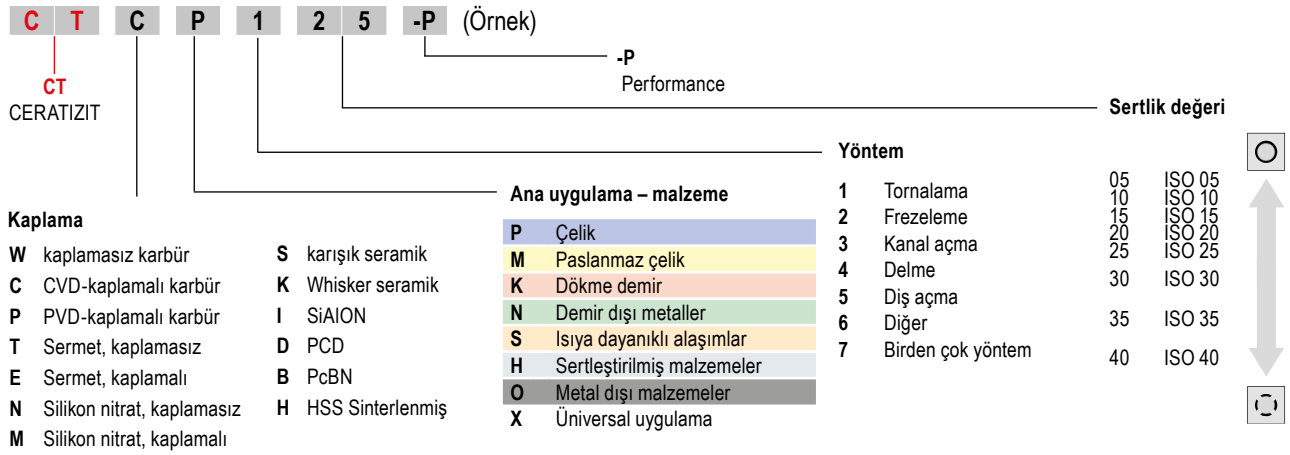 C T C P 1 2 5 -P (Örnek)
-P
Performance
CT
CERATIZIT
Sertlik değeri
05 ISO 05
10 ISO 10
15 ISO 15
20 ISO 20
25 ISO 25
30 ISO 30
35 ISO 35
40 ISO 40
Yöntem
1 Tornalama
2 Frezeleme
3 Kanal açma
4 Delme
5 Diş açma
6 Diğer
7 Birden çok yöntem
Ana uygulama – malzeme
P Çelik
M Paslanmaz çelik
K Dökme demir
N Demir dışı metaller
S Isıya dayanıklı alaşımlar
H Sertleştirilmiş malzemeler
O Metal dışı malzemeler
X Üniversal uygulama
Kaplama
W kaplamasız karbür
C CVD-kaplamalı karbür
P PVD-kaplamalı karbür
T Sermet, kaplamasız
E Sermet, kaplamalı
N Silikon nitrat, kaplamasız
M Silikon nitrat, kaplamalı
S karışık seramik
K Whisker seramik
I SiAlON
D PCD
B PcBN
H HSS Sinterlenmiş